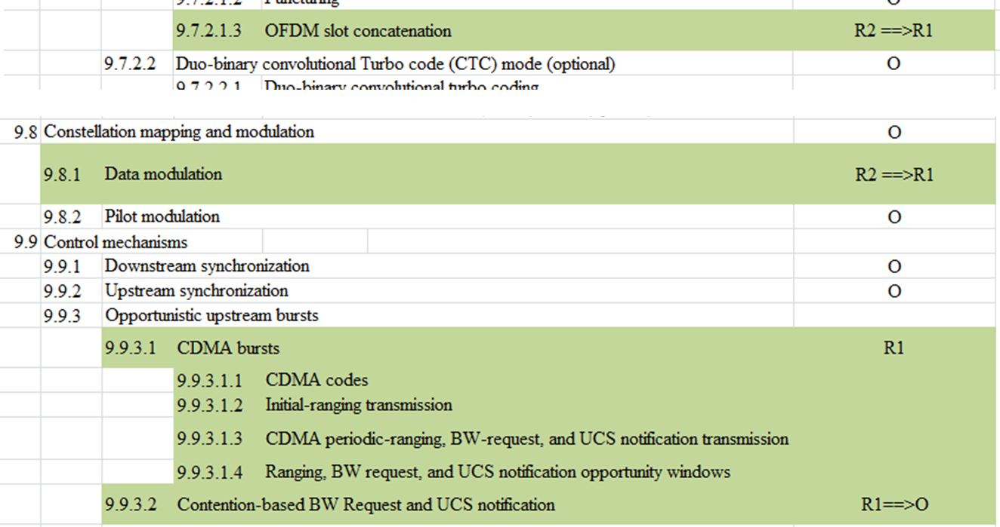 9.7.2.1.2 Puncturing O
9.7.2.1.3 OFDM slot concatenation R2 ==>R1
9.7.2.2 Duo-binary convolutional Turbo code (CTC) mode (optional) O
9.7.2.2.1 Duo-binary convolutional turbo coding
9.8 Constellation mapping and modulation O
9.8.1 Data modulation R2 ==>R1
9.8.2 Pilot modulation O
9.9 Control mechanisms
9.9.1 Downstream synchronization O
9.9.2 Upstream synchronization O
9.9.3 Opportunistic upstream bursts
9.9.3.1 CDMA bursts R1
9.9.3.1.1 CDMA codes
9.9.3.1.2 Initial-ranging transmission
9.9.3.1.3 CDMA periodic-ranging, BW-request, and UCS notification transmission
9.9.3.1.4 Ranging, BW request, and UCS notification opportunity windows
9.9.3.2 Contention-based BW Request and UCS notification R1==>O